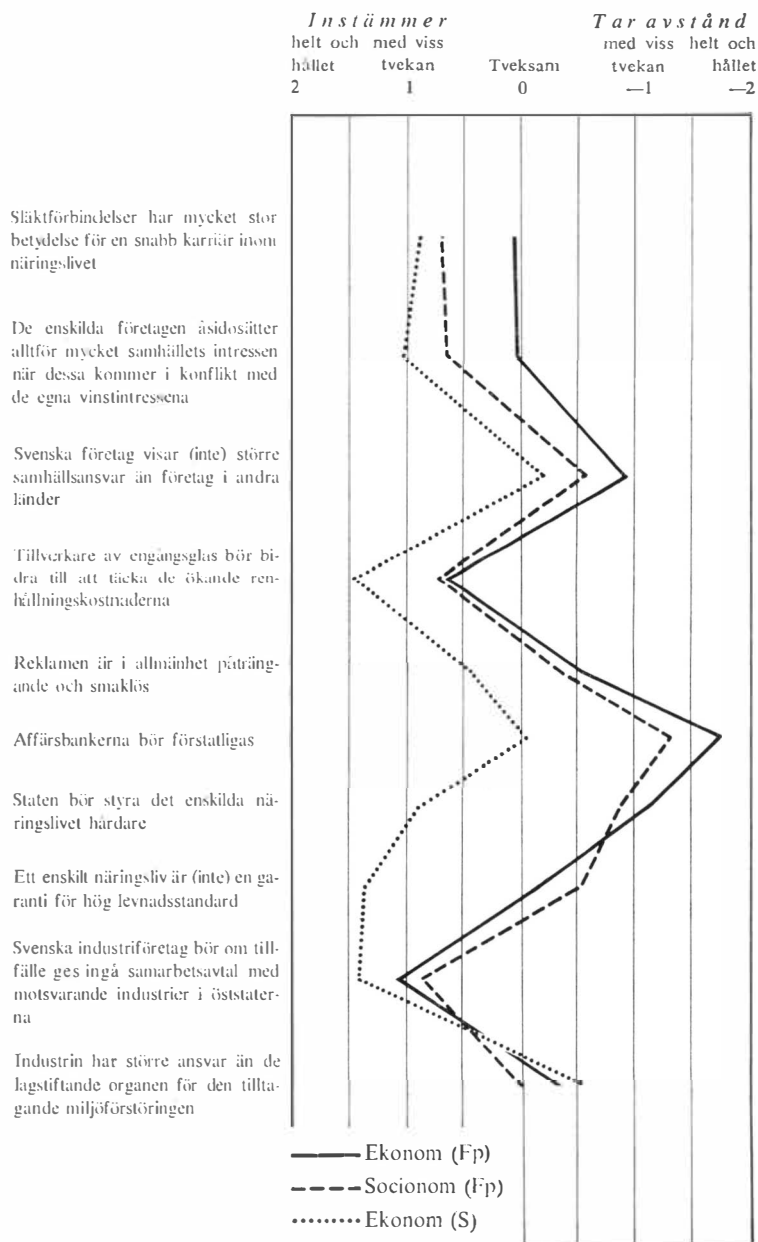 Instämmer Tar avstånd
helt och med viss med viss helt och
hållet tvekan Tveksam tvekan hållet
2 1 0 —1 —2
Släktförbindelser har mycket stor
betydelse för en snabb karriär inom
näringslivet
De enskilda företagen åsidosätter
alltför mycket samhällets intressen
när dessa kommer i konflikt med
de egna vinstintressena
Svenska företag visar (inte) större
samhällsansvar än företag i andra
länder
Tillverkare av engångsglas bör bi-
dra till att täcka de ökande ren-
hållningskostnaderna
Reklamen är i allmänhet påträng-
ande och smaklös
Affärsbankerna bör förstatligas
Staten bör styra det enskilda nä-
ringslivet hårdare
Ett enskilt näringsliv är (inte) en ga-
ranti för hög levnadsstandard
Svenska industriföretag bör om till-
fälle ges ingå samarbetsavtal med
motsvarande industrier i öststater-
na
Industrin har större ansvar än de
lagstiftande organen för den tillta-
gande miljöförstöringen
Ekonom (Fp)
Socionom (Fp)
Ekonom (S)